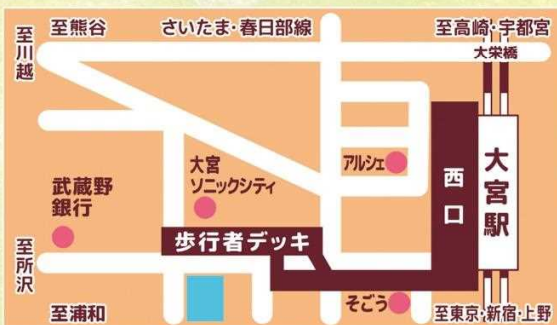 至川越
至熊谷
さいたま・春日部線
至高崎・宇都宮
大栄橋
アルシェ
大宮
ソニックシティ
武蔵野
銀行
西口
大宮駅
歩行者デッキ
至所沢
至浦和
そごう
至東京・新宿・上野